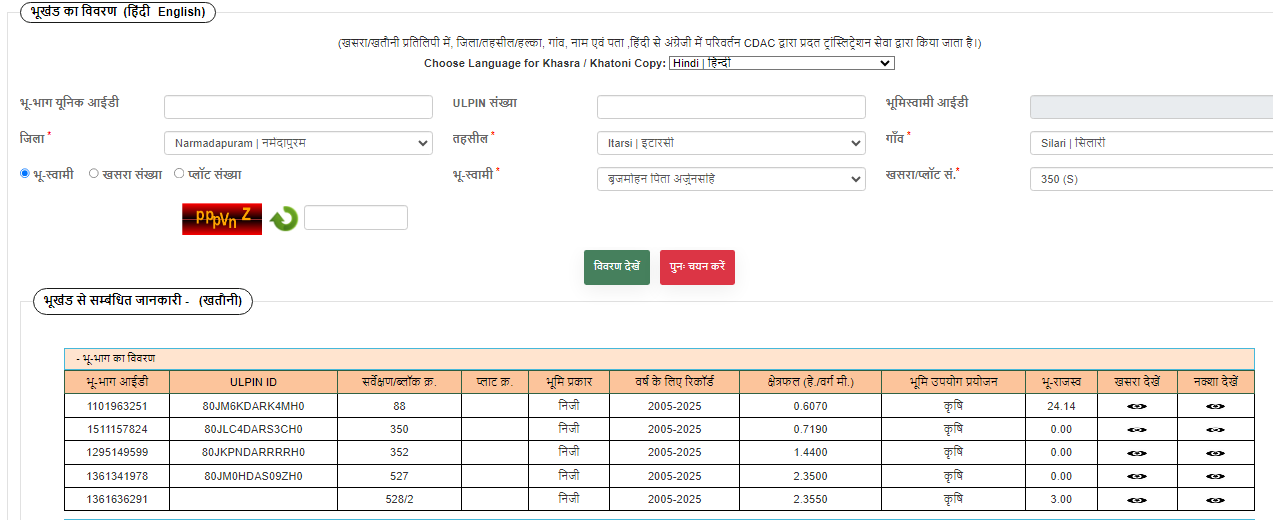 भूखंड का विवरण (हिंदी English)
(खसरा/खतौनी प्रतिलिपी में, जिला/तहसील/हल्का, गांव, नाम एवं पता ,हिंदी से अंग्रेजी में परिवर्तन CDAC द्वारा प्रदत ट्रांस्लिट्रेशन सेवा द्वारा किया जाता है।)
Choose Language for Khasra / Khatoni Copy: Hindi | हिन्दी
भू-भाग यूनिक आईडी ULPIN संख्या भूमिस्वामी आईडी
जिला * Narmadapuram | नर्मदापुरम तहसील * Itarsi | इटारसी गाँव * Silari | सिलारी
भू-स्वामी खसरा संख्या प्लॉट संख्या भू-स्वामी * बृजमोहन पिता अर्जुनसिंह खसरा/प्लॉट सं.* 350 (S)
pppVn Z
विवरण देखें पुनः चयन करें
भूखंड से सम्बंधित जानकारी - (खतौनी)
- भू-भाग का विवरण
भू-भाग आईडी ULPIN ID सर्वेक्षण/ब्लॉक क्र. प्लाट क्र. भूमि प्रकार वर्ष के लिए रिकॉर्ड क्षेत्रफल (हे./वर्ग मी.) भूमि उपयोग प्रयोजन भू-राजस्व खसरा देखें नक्शा देखें
1101963251 80JM6KDARK4MH0 88 निजी 2005-2025 0.6070 कृषि 24.14
1511157824 80JLC4DARS3CH0 350 निजी 2005-2025 0.7190 कृषि 0.00
1295149599 80JKPNDARRRRH0 352 निजी 2005-2025 1.4400 कृषि 0.00
1361341978 80JM0HDAS09ZH0 527 निजी 2005-2025 2.3500 कृषि 0.00
1361636291 528/2 निजी 2005-2025 2.3550 कृषि 3.00